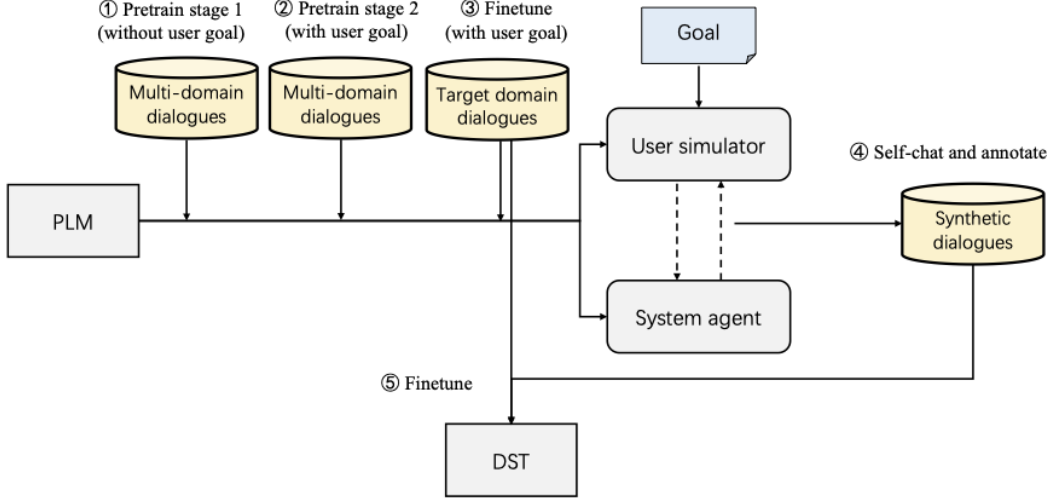 ① Pretrain stage 1
(without user goal)
② Pretrain stage 2
(with user goal)
③ Finetune
(with user goal)
Multi-domain
dialogues
Multi-domain
dialogues
Target domain
dialogues
Goal
User simulator
④ Self-chat and annotate
PLM
Synthetic
dialogues
System agent
⑤ Finetune
DST